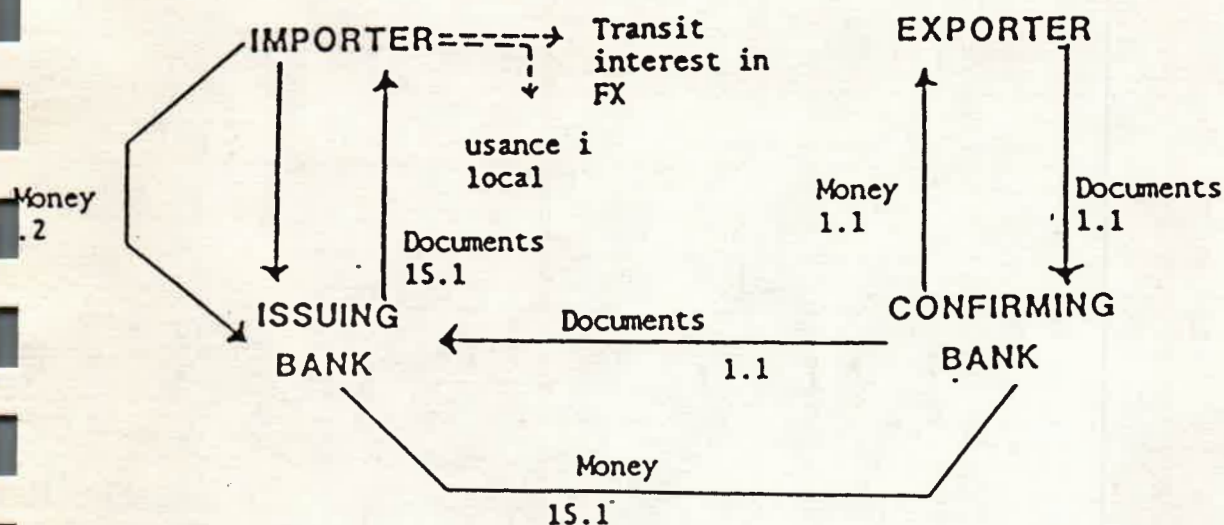 IMPORTER
Transit
interest in
FX
EXPORTER
usance i
local
Money
.2
Documents
15.1
Money
1.1
Documents
1.1
ISSUING
BANK
Documents
1.1
CONFIRMING
BANK
Money
15.1